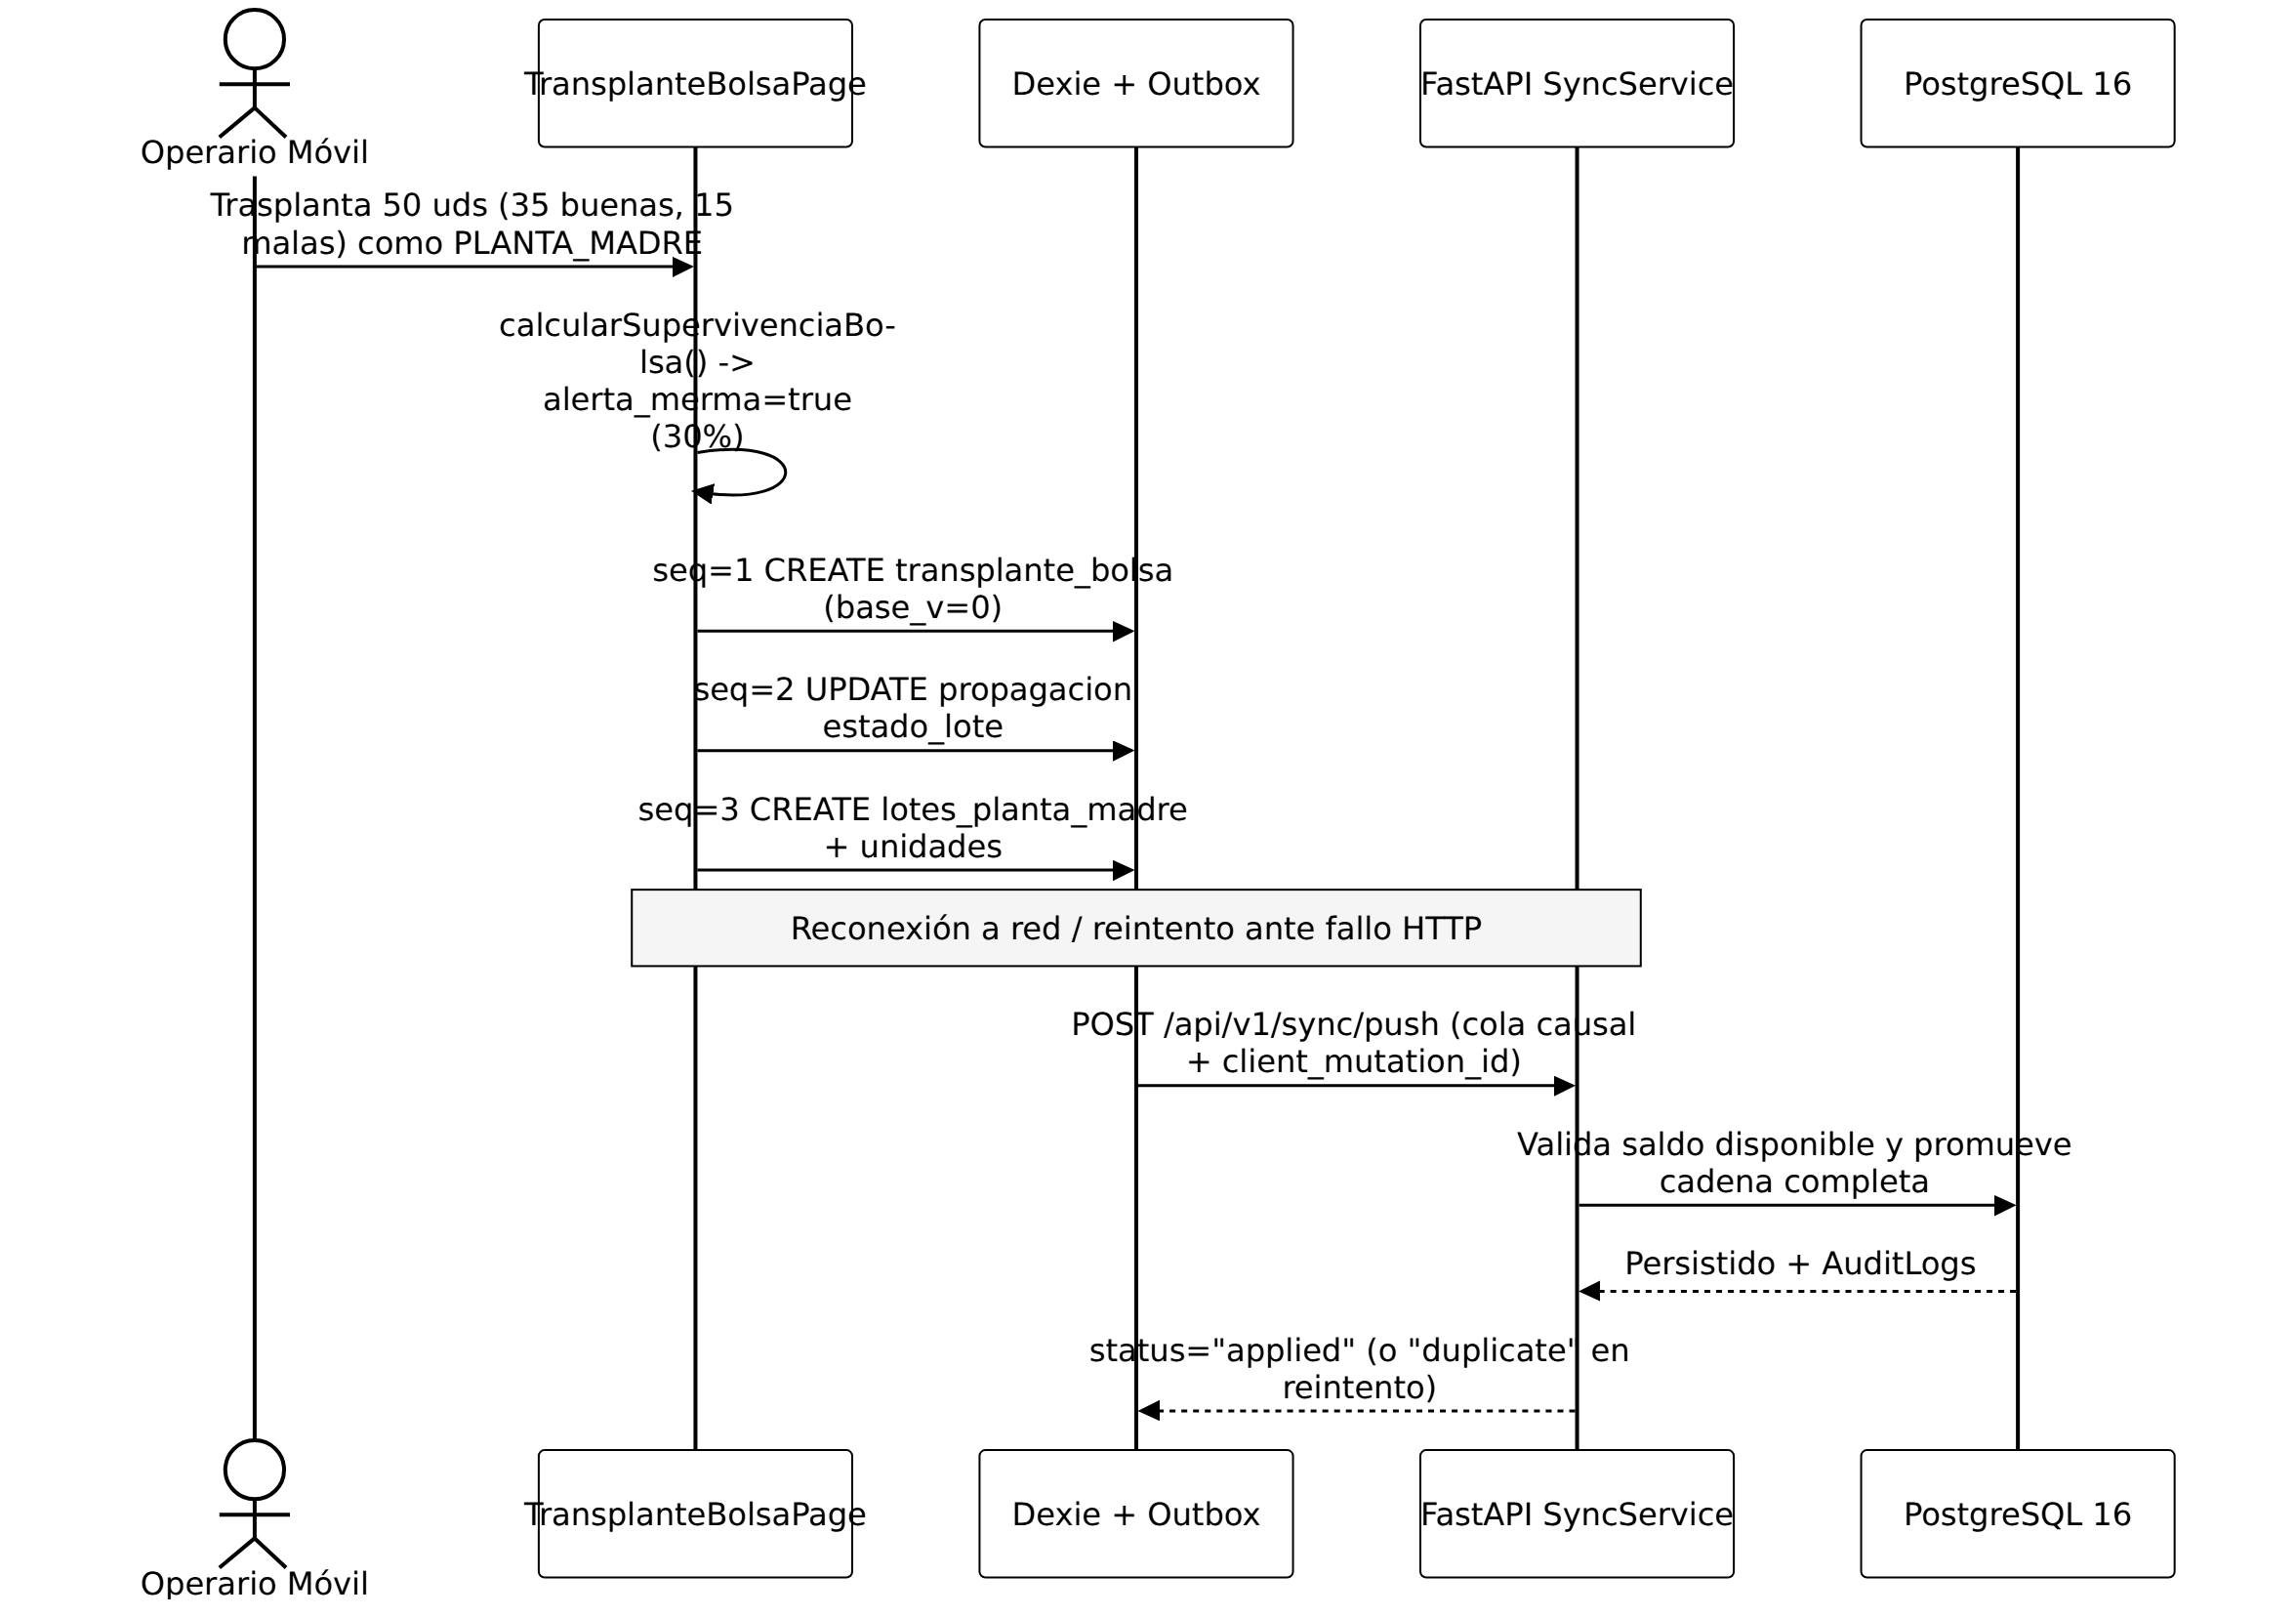 TransplanteBolsaPage
Dexie + Outbox
FastAPI SyncService
PostgreSQL 16
Operario Móvil
Trasplanta 50 uds (35 buenas, 15
malas) como PLANTA_MADRE
calcularSupervivenciaBo-
lsa() ->
alerta_merma=true
(30%)
seq=1 CREATE transplante_bolsa
(base_v=0)
seq=2 UPDATE propagacion
estado_lote
seq=3 CREATE lotes_planta_madre
+ unidades
Reconexión a red / reintento ante fallo HTTP
POST /api/v1/sync/push (cola causal
+ client_mutation_id)
Valida saldo disponible y promueve
cadena completa
Persistido + AuditLogs
status="applied" (o "duplicate" en
reintento)
TransplanteBolsaPage
Dexie + Outbox
FastAPI SyncService
PostgreSQL 16
Operario Móvil